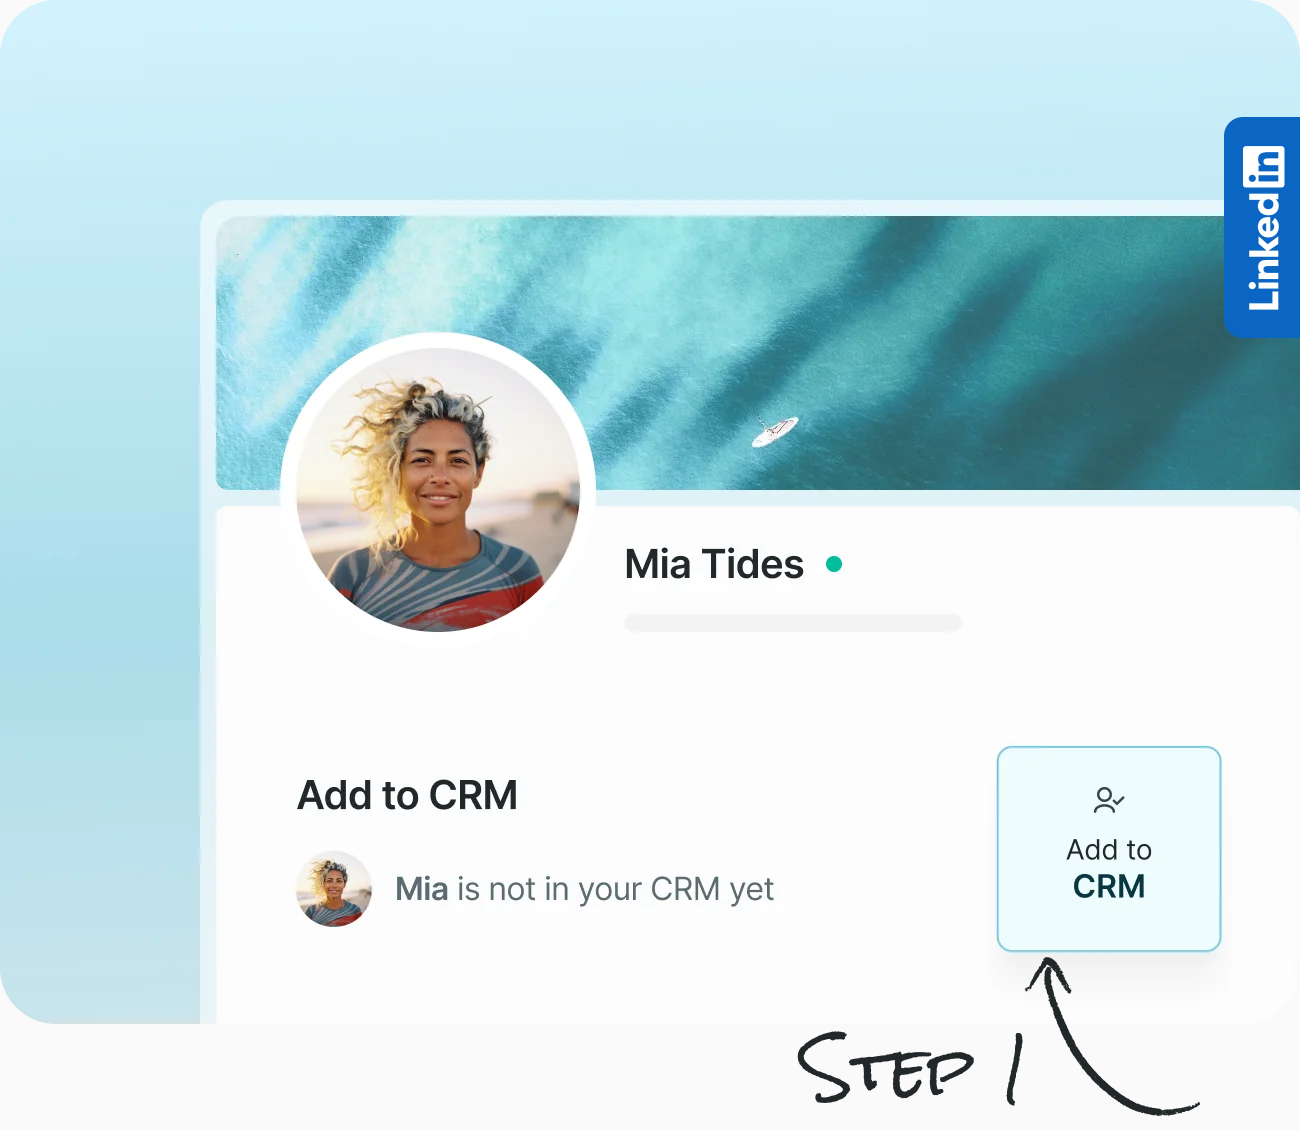 Linkedin
Mia Tides
Add to CRM
Mia is not in your CRM yet
Add to
CRM
STEP 1